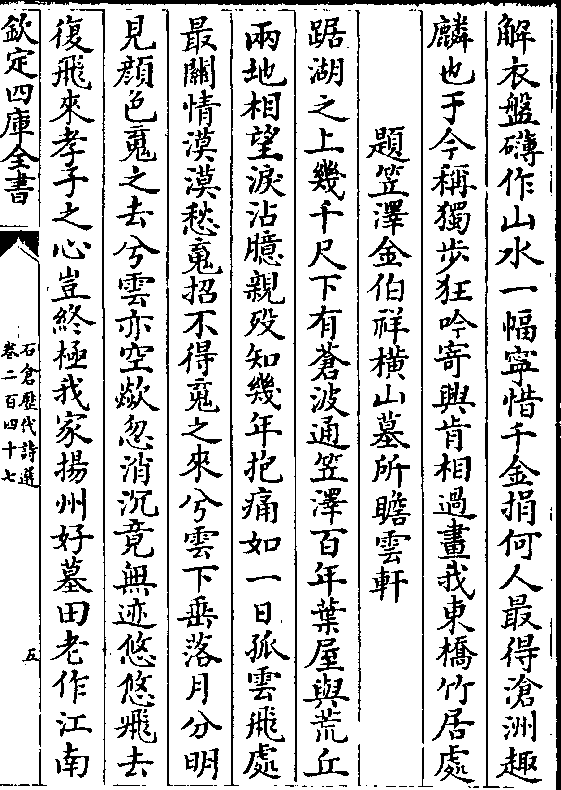 解衣盤礴作山水一幅寜惜千金捐何人最得滄洲趣
麟也于今稱獨步狂吟寄興肯相過畫我東橋竹居處
題笠澤金伯祥横山墓所瞻雲軒
踞湖之上幾千尺下有蒼波通笠澤百年葉屋與荒丘
兩地相望淚沾臆親殁知幾年抱痛如一日孤雲飛處
最關情漠漠愁䰟招不得䰟之來兮雲下垂落月分明
見顔色䰟之去兮雲亦空歘忽消沉竟無迹悠悠飛去
復飛來孝子之心豈終極我家揚州好墓田老作江南
欽定四庫全書
石倉歷代詩選
卷二百四十七
五